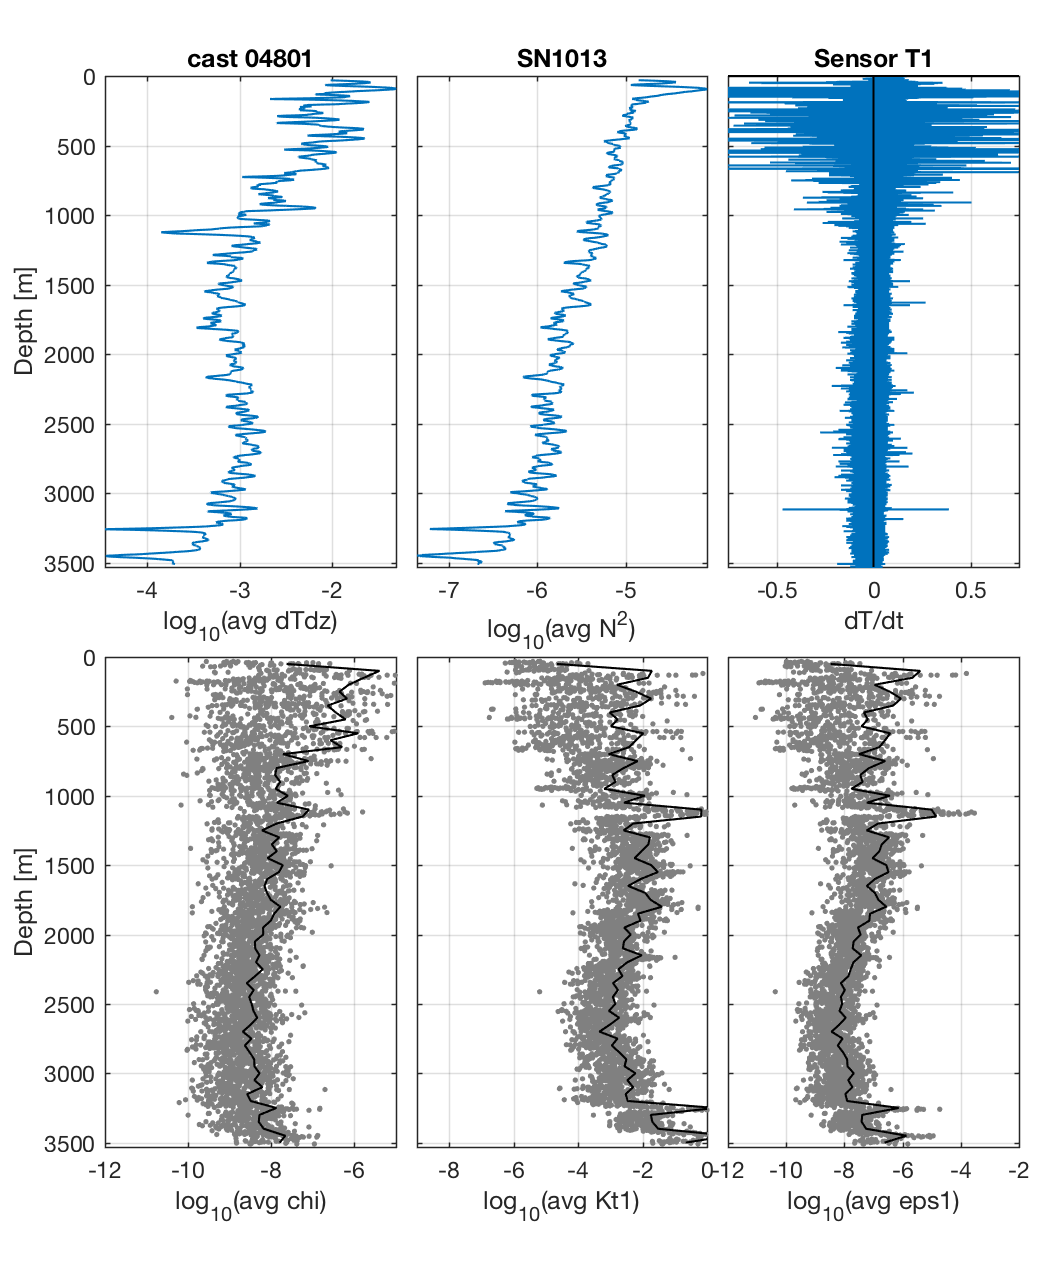 cast 04801 SN1013 Sensor T1
0
500
1000
1500
2000
2500
3000
3500
Depth [m]
-4 -3 -2 -7 -6 -5 -0.5 0 0.5
log10(avg dTdz) log10(avg N2) dT/dt
0
500
1000
1500
2000
2500
3000
3500
Depth [m]
-12 -10 -8 -6 -8 -6 -4 -2 0 -12 -10 -8 -6 -4 -2
log10(avg chi) log10(avg Kt1) log10(avg eps1)